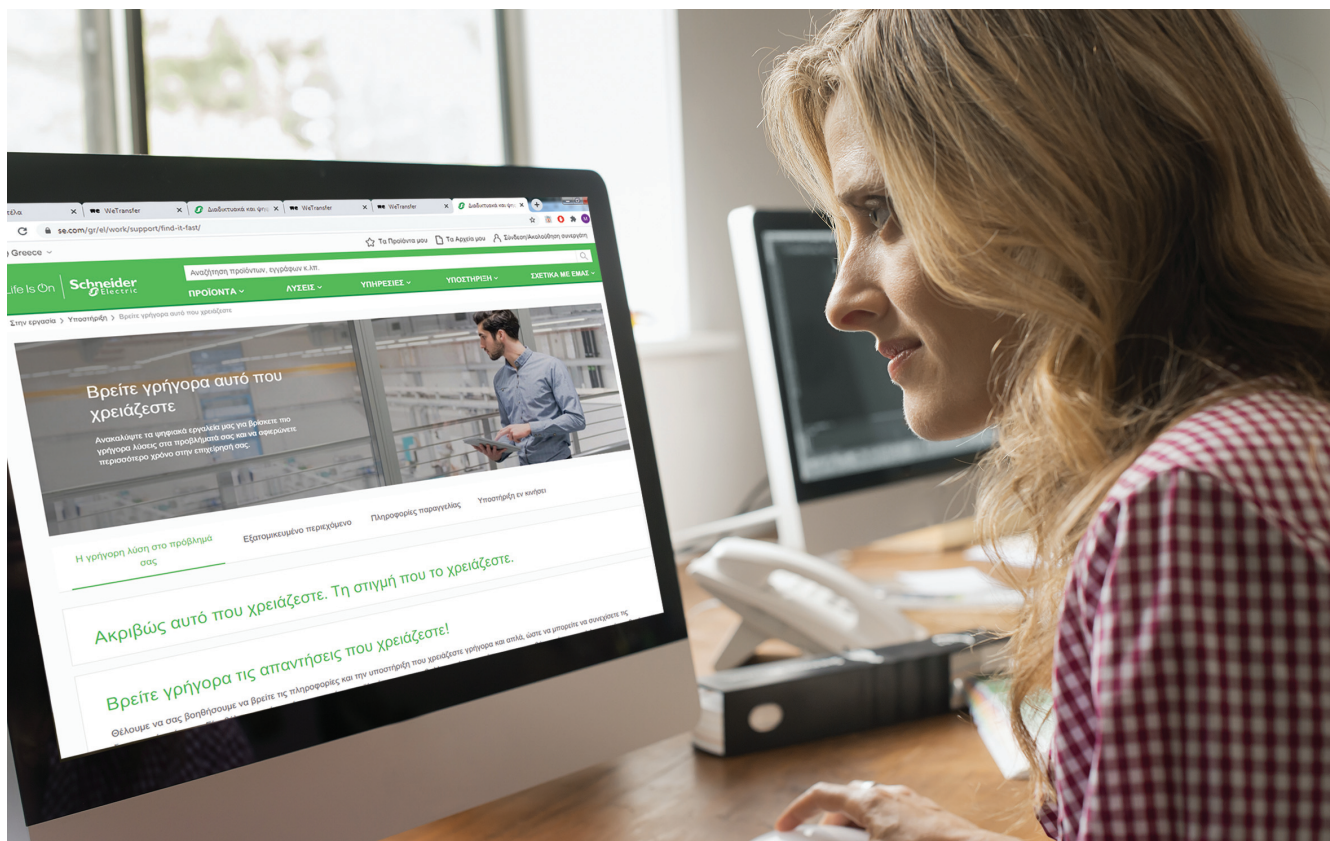 WeTransfer
Διαδικτυακά και ψηφ
WeTransfer
WeTransfer
Διαδικτυακά και ψηφ
se.com/gr/el/work/support/find-it-fast/
Greece
Τα Προϊόντα μου
Τα Αρχεία μου
Σύνδεση/Ακολούθηση συνεργάτη
Life Is On
Schneider
Electric
Αναζήτηση προϊόντων, εγγράφων κ.λπ.
ΠΡΟΪΟΝΤΑ
ΛΥΣΕΙΣ
ΥΠΗΡΕΣΙΕΣ
ΥΠΟΣΤΗΡΙΞΗ
ΣΧΕΤΙΚΑ ΜΕ ΕΜΑΣ
Στην εργασία > Υποστήριξη > Βρείτε γρήγορα αυτό που χρειάζεστε
Βρείτε γρήγορα αυτό που
χρειάζεστε
Ανακαλύψτε τα ψηφιακά εργαλεία μας για βρίσκετε πιο
γρήγορα λύσεις στα προβλήματά σας και να αφιερώνετε
περισσότερο χρόνο στην επιχείρησή σας.
Η γρήγορη λύση στο πρόβλημά
σας
Εξατομικευμένο περιεχόμενο
Πληροφορίες παραγγελίας
Υποστήριξη εν κινήσει
Ακριβώς αυτό που χρειάζεστε. Τη στιγμή που το χρειάζεστε.
Βρείτε γρήγορα τις απαντήσεις που χρειάζεστε!
Θέλουμε να σας βοηθήσουμε να βρείτε τις πληροφορίες και την υποστήριξη που χρειάζεστε γρήγορα και απλά, ώστε να μπορείτε να συνεχίσετε τις